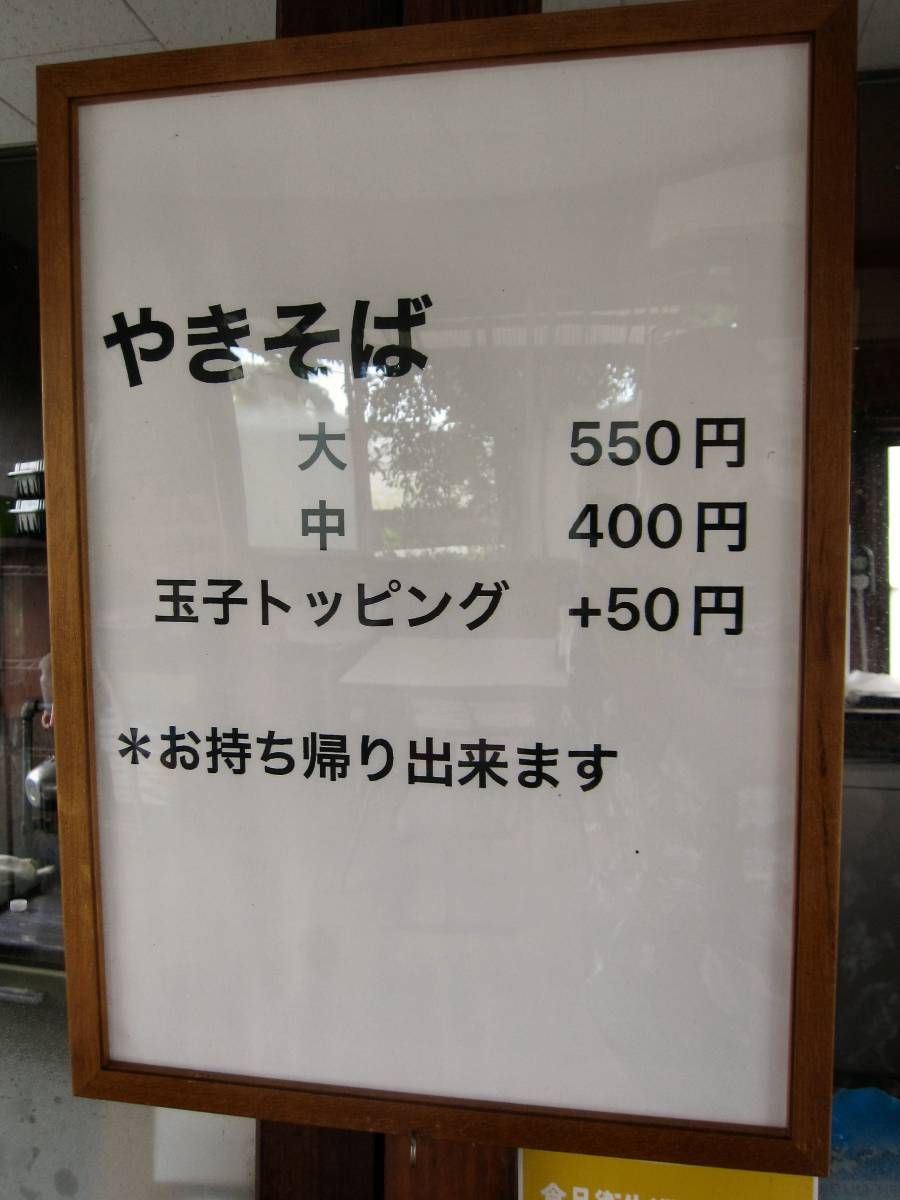 やきそば
大 550円
中 400円
玉子トッピング +50円
＊お持ち帰り出来ます